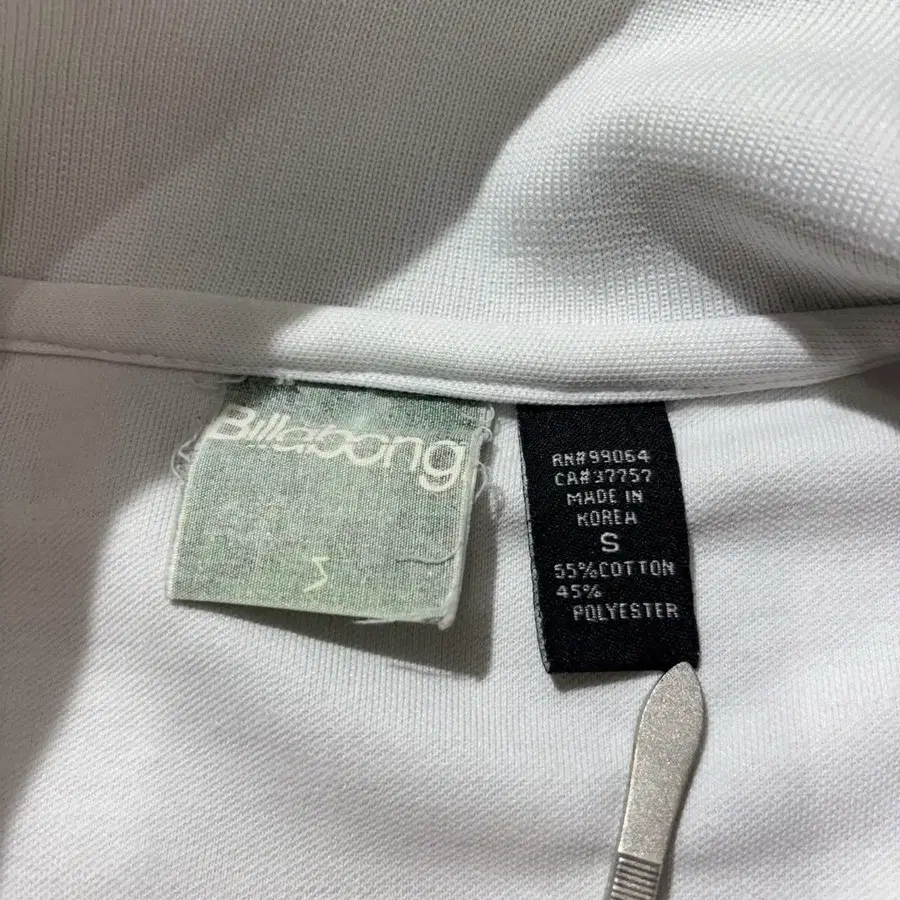 Billabong
S
RN#99064
CA#37757
MADE IN
KOREA
S
55%COTTON
45%
POLYESTER